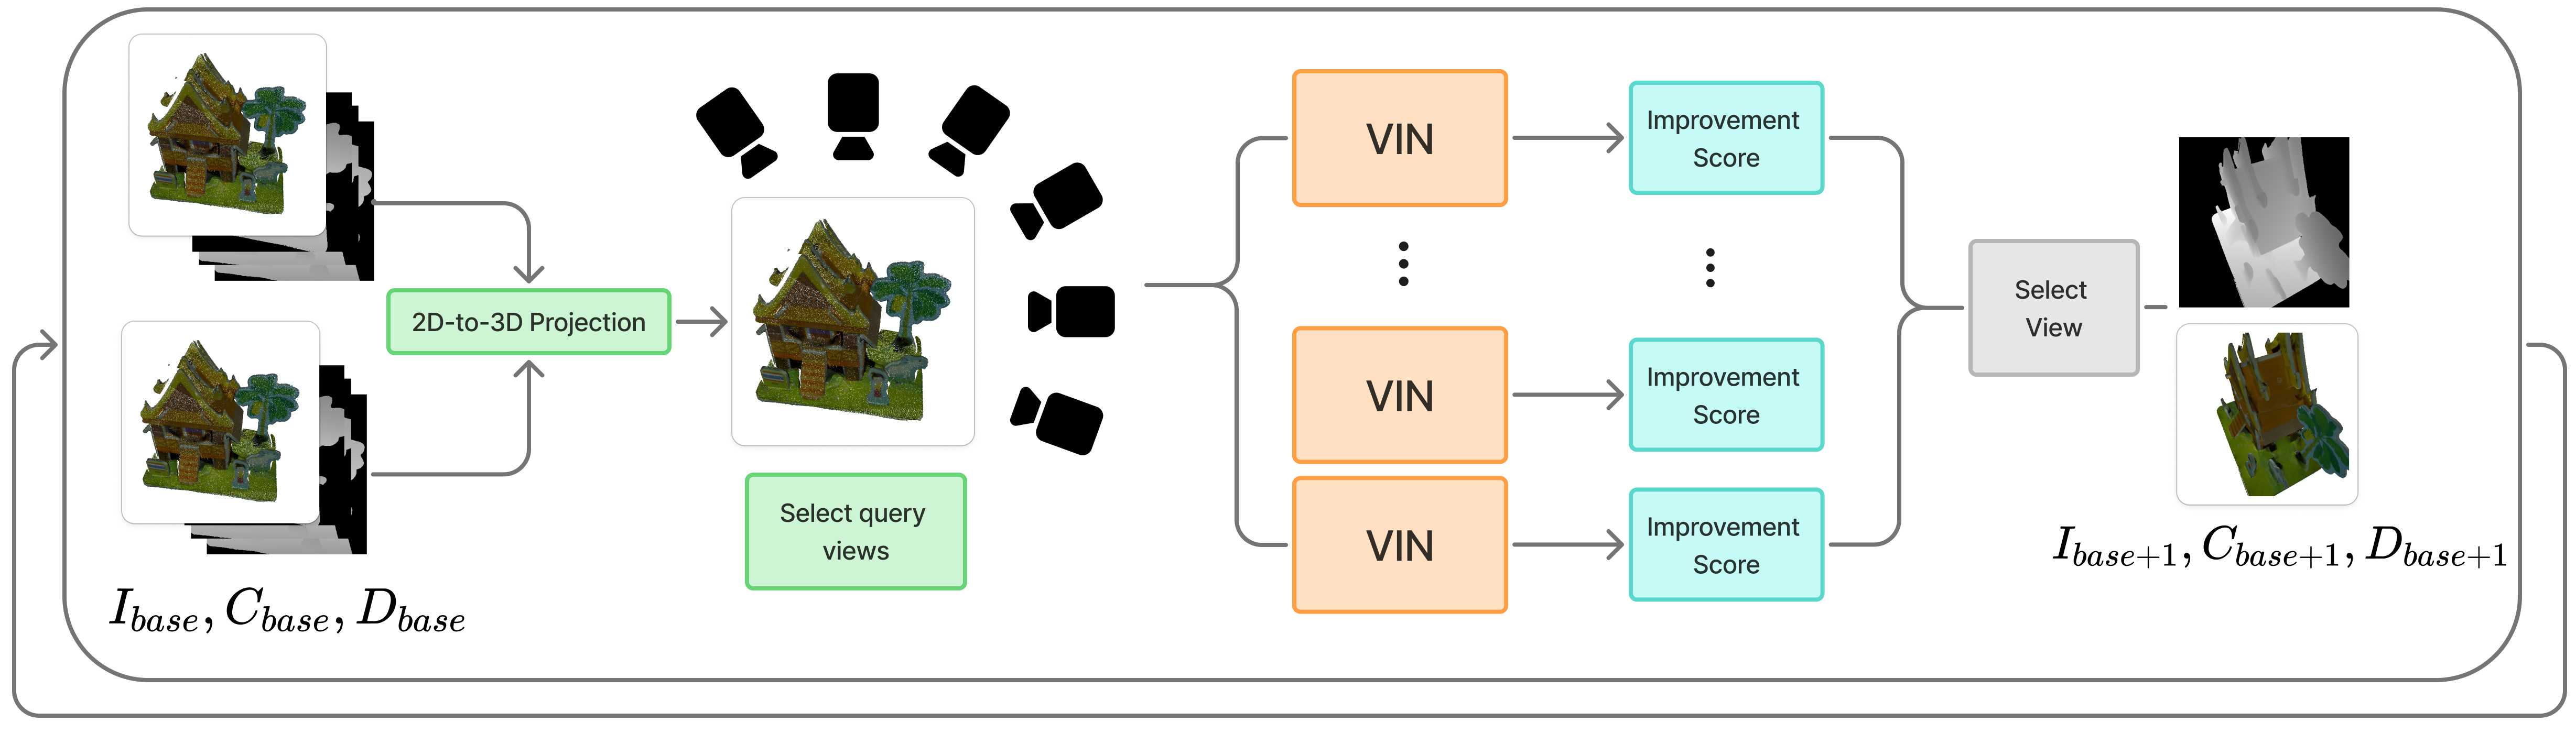 I_{base}, C_{base}, D_{base}
2D-to-3D Projection
Select query
views
VIN
Improvement
Score
VIN
Improvement
Score
VIN
Improvement
Score
Select
View
I_{base+1}, C_{base+1}, D_{base+1}